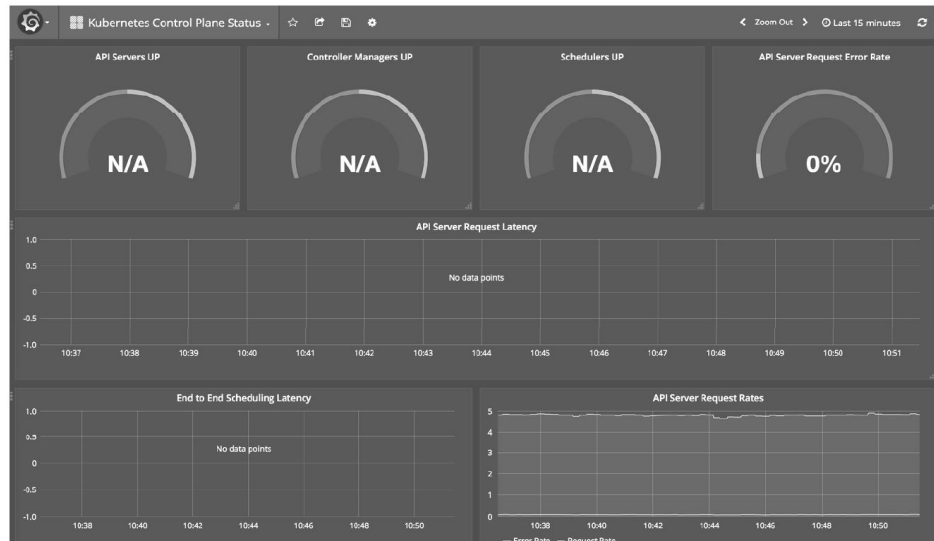 Kubernetes Control Plane Status
Zoom Out Last 15 minutes
API Servers UP
N/A
Controller Managers UP
N/A
Schedulers UP
N/A
API Server Request Error Rate
0%
API Server Request Latency
1.0
0.5
0
-0.5
-1.0
No data points
10:37 10:38 10:39 10:40 10:41 10:42 10:43 10:44 10:45 10:46 10:47 10:48 10:49 10:50 10:51
End to End Scheduling Latency
1.0
0.5
0
-0.5
-1.0
No data points
10:38 10:40 10:42 10:44 10:46 10:48 10:50
API Server Request Rates
5
4
3
2
1
0
10:38 10:40 10:42 10:44 10:46 10:48 10:50
Error Rate Request Rate